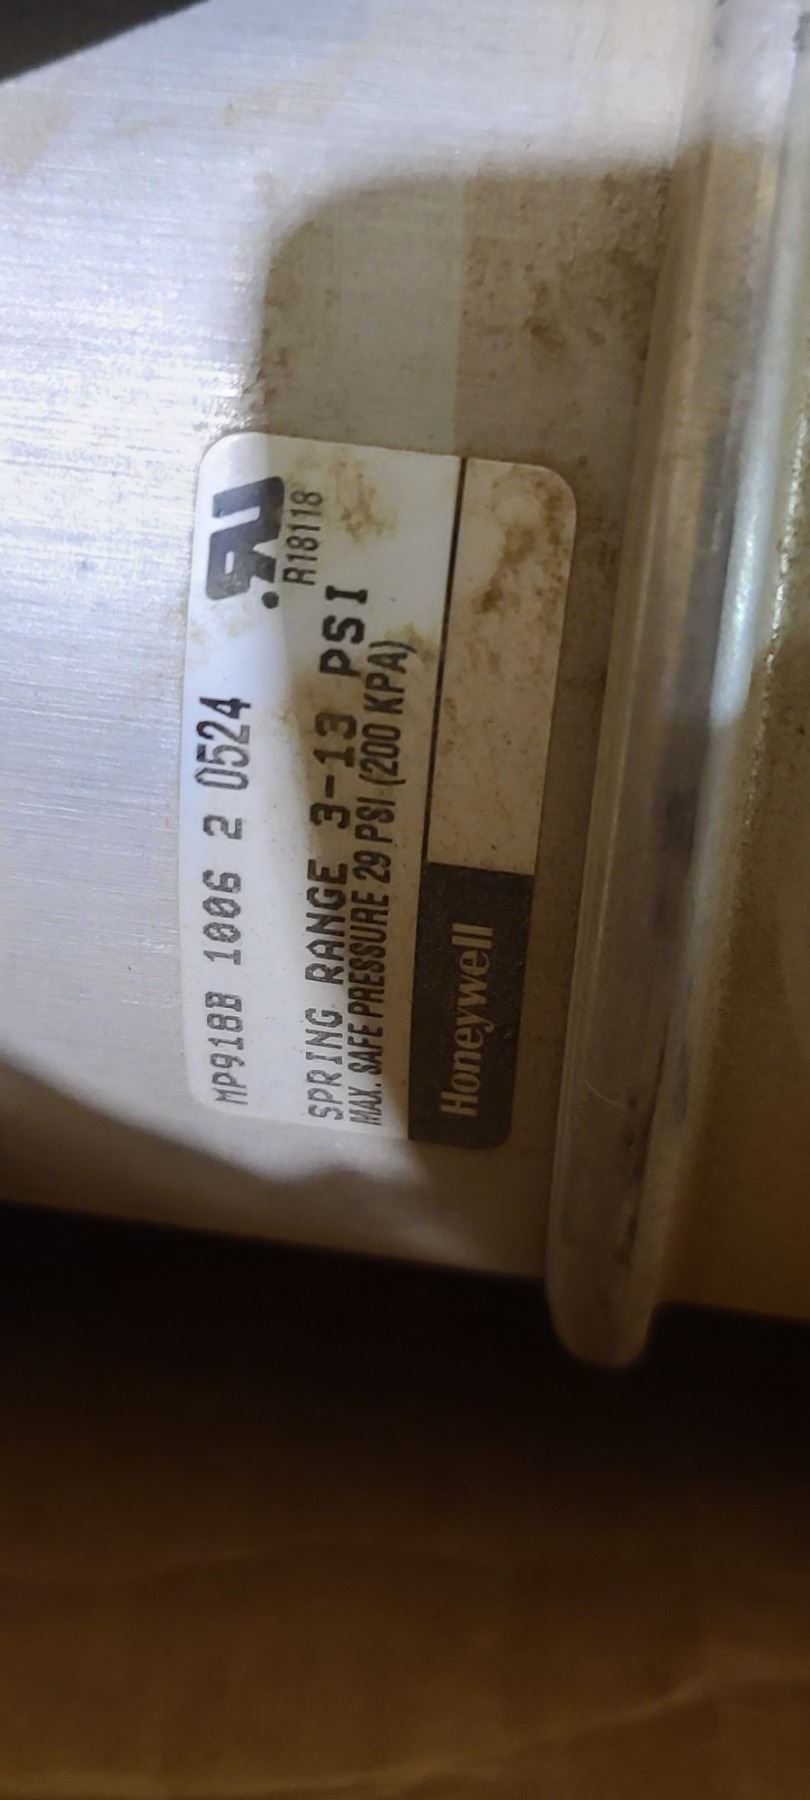 MP918B 1006 2 0524
R18118
SPRING RANGE 3-13 PSI
MAX. SAFE PRESSURE 29 PSI (200 KPA)
Honeywell